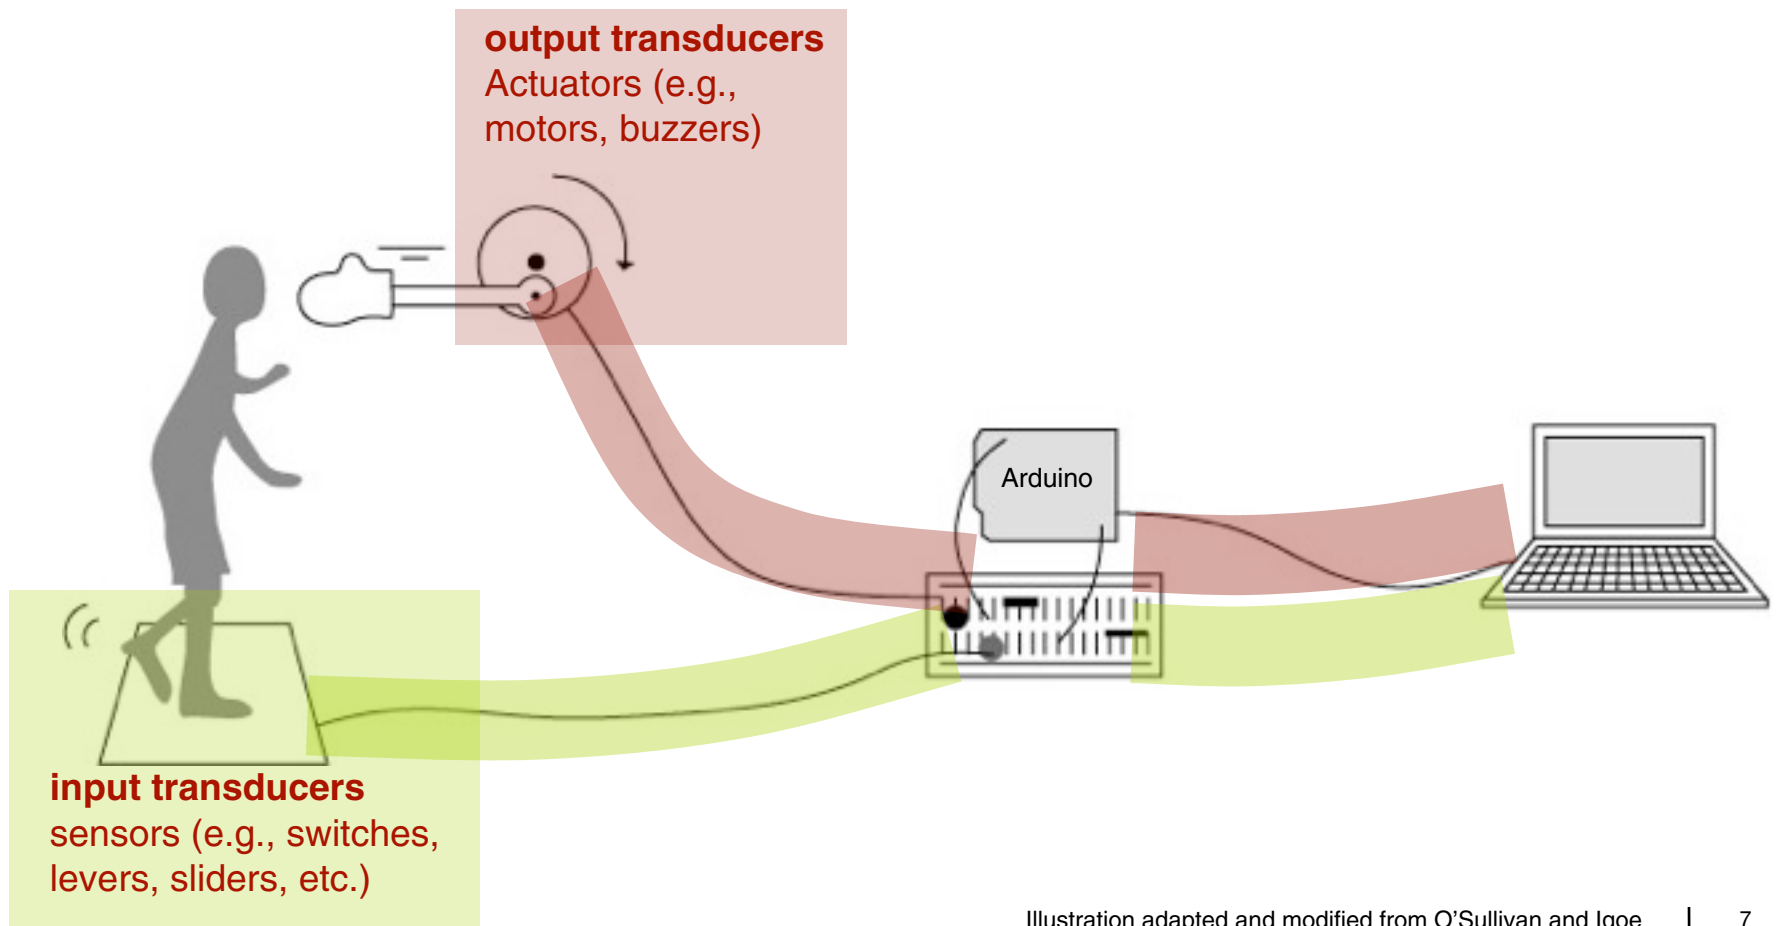 output transducers
Actuators (e.g.,
motors, buzzers)
Arduino
input transducers
sensors (e.g., switches,
levers, sliders, etc.)
Illustration adapted and modified from O'Sullivan and Igoe | 7